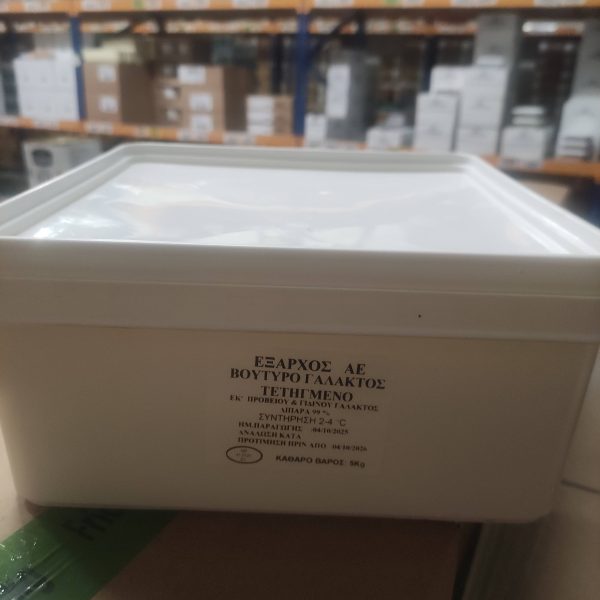 ΕΞΑΡΧΟΣ ΑΕ
ΒΟΥΤΥΡΟ ΓΑΛΑΚΤΟΣ
ΤΕΤΗΓΜΕΝΟ
ΕΚ' ΠΡΟΒΕΙΟΥ & ΓΙΔΙΝΟΥ ΓΑΛΑΚΤΟΣ
ΛΙΠΑΡΑ 99 %
ΣΥΝΤΗΡΗΣΗ 2-4 °C
ΗΜ.ΠΑΡΑΓΩΓΗΣ :04/10/2025
ΑΝΑΛΩΣΗ ΚΑΤΑ
ΠΡΟΤΙΜΗΣΗ ΠΡΙΝ ΑΠΟ 04/10/2026
ΚΑΘΑΡΟ ΒΑΡΟΣ: 5Kg